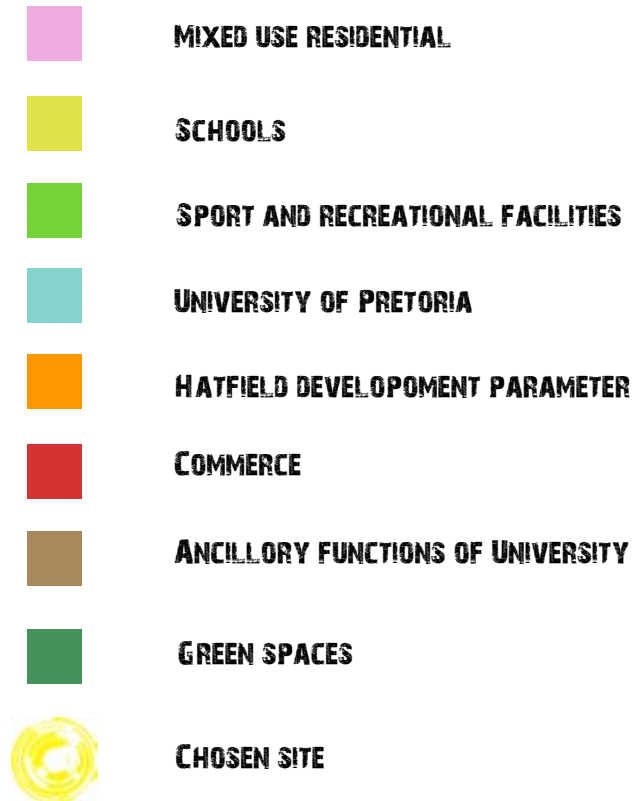 Mixed use residential
Schools
Sport and recreational facilities
University of Pretoria
Hatfield developoment parameter
Commerce
Ancillory functions of University
Green spaces
Chosen site